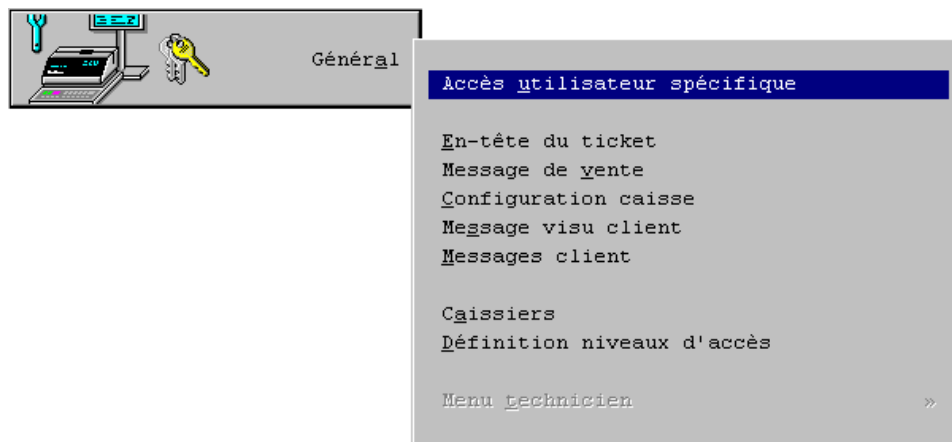 Général
Accès utilisateur spécifique
En-tête du ticket
Message de vente
Configuration caisse
Message visu client
Messages client
Caissiers
Définition niveaux d'accès
Menu technicien »